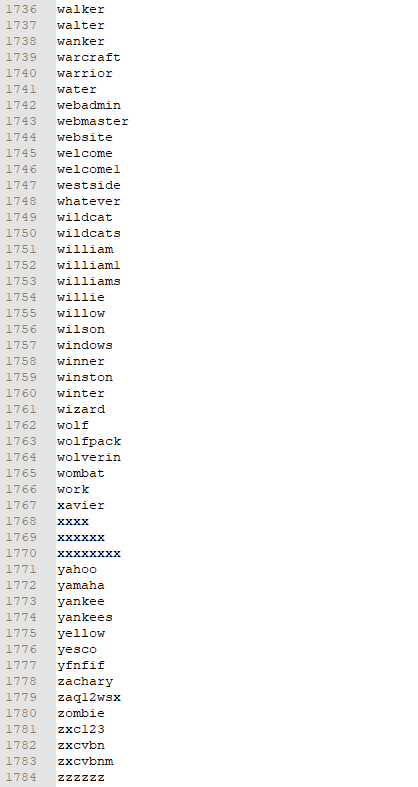 1736 walker
1737 walter
1738 wanker
1739 warcraft
1740 warrior
1741 water
1742 webadmin
1743 webmaster
1744 website
1745 welcome
1746 welcome1
1747 westside
1748 whatever
1749 wildcat
1750 wildcats
1751 william
1752 william1
1753 williams
1754 willie
1755 willow
1756 wilson
1757 windows
1758 winner
1759 winston
1760 winter
1761 wizard
1762 wolf
1763 wolfpack
1764 wolverin
1765 wombat
1766 work
1767 xavier
1768 xxxx
1769 xxxxxx
1770 xxxxxxxx
1771 yahoo
1772 yamaha
1773 yankee
1774 yankees
1775 yellow
1776 yesco
1777 yfnfif
1778 zachary
1779 zaq12wsx
1780 zombie
1781 zxc123
1782 zxcvbn
1783 zxcvbnm
1784 zzzzzz